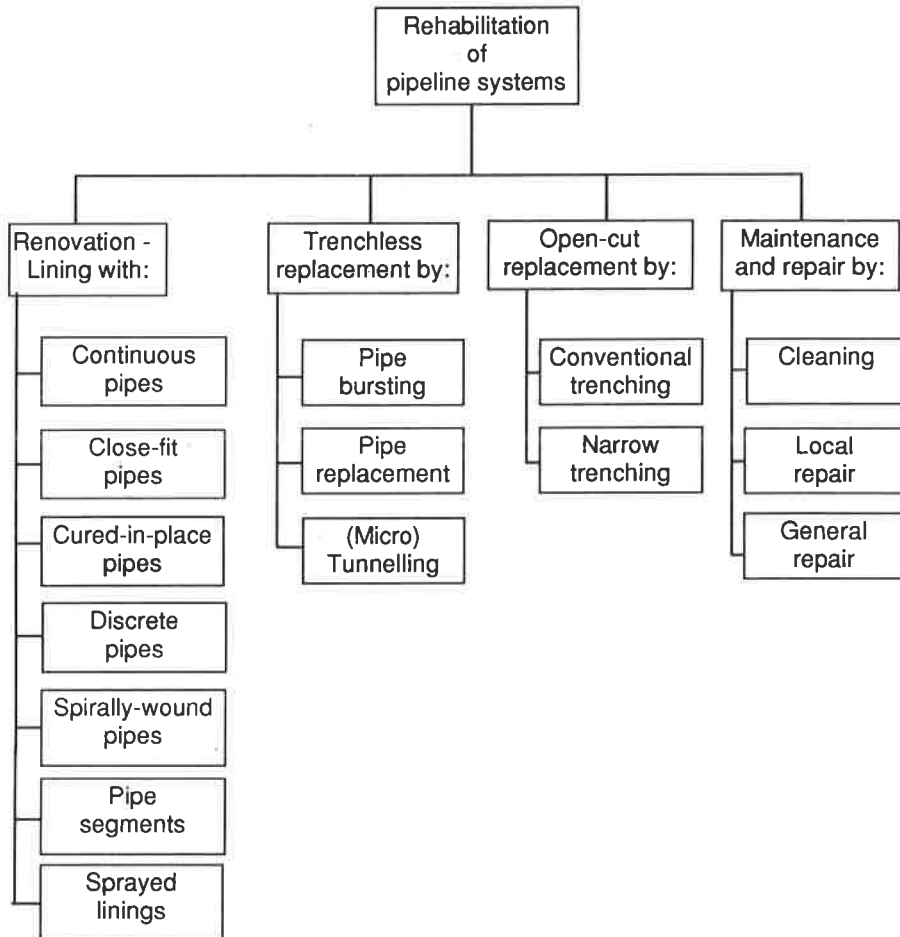 Rehabilitation
of
pipeline systems
Renovation -
Lining with:
Trenchless
replacement by:
Open-cut
replacement by:
Maintenance
and repair by:
Continuous
pipes
Close-fit
pipes
Cured-in-place
pipes
Discrete
pipes
Spirally-wound
pipes
Pipe
segments
Sprayed
linings
Pipe
bursting
Pipe
replacement
(Micro)
Tunnelling
Conventional
trenching
Narrow
trenching
Cleaning
Local
repair
General
repair